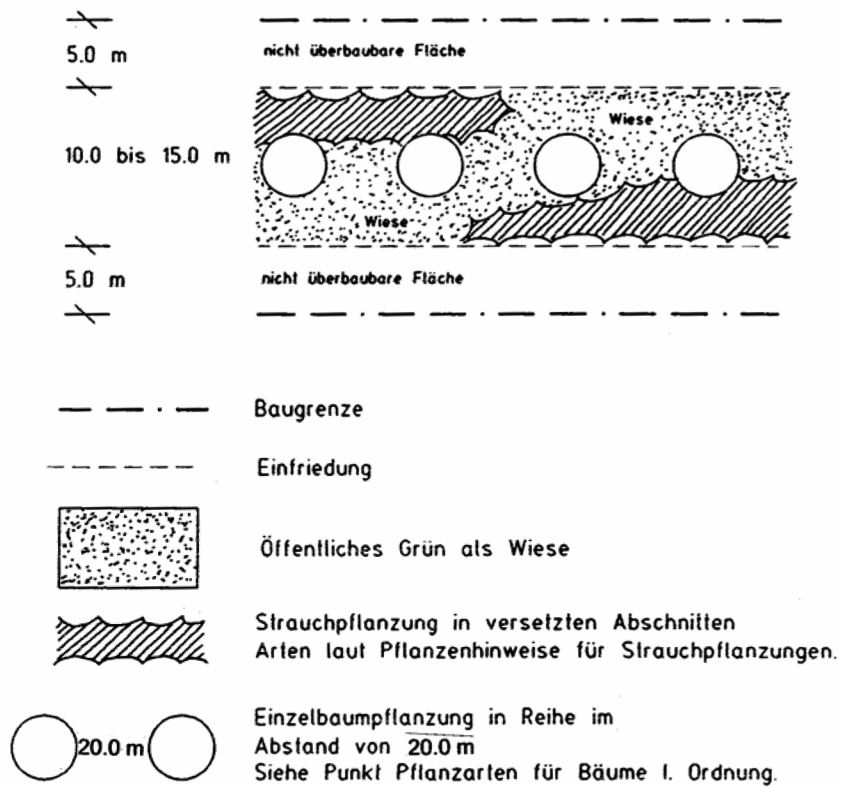 5.0 m
nicht überbaubare Fläche
Wiese
10.0 bis 15.0 m
Wiese
5.0 m
nicht überbaubare Fläche
Baugrenze
Einfriedung
Öffentliches Grün als Wiese
Strauchpflanzung in versetzten Abschnitten
Arten laut Pflanzenhinweise für Strauchpflanzungen.
20.0 m
Einzelbaumpflanzung in Reihe im
Abstand von 20.0 m
Siehe Punkt Pflanzarten für Bäume I. Ordnung.